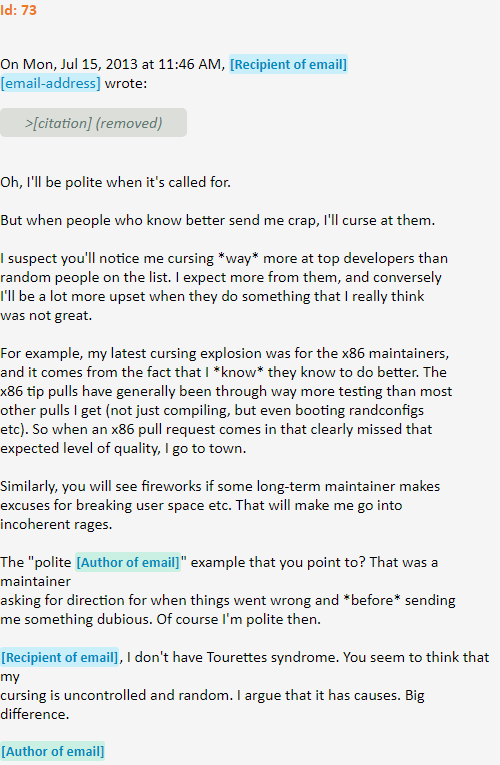 Id: 73
On Mon, Jul 15, 2013 at 11:46 AM, [Recipient of email]
[email-address] wrote:
>[citation] (removed)
Oh, I'll be polite when it's called for.
But when people who know better send me crap, I'll curse at them.
I suspect you'll notice me cursing *way* more at top developers than
random people on the list. I expect more from them, and conversely
I'll be a lot more upset when they do something that I really think
was not great.
For example, my latest cursing explosion was for the x86 maintainers,
and it comes from the fact that I *know* they know to do better. The
x86 tip pulls have generally been through way more testing than most
other pulls I get (not just compiling, but even booting randconfigs
etc). So when an x86 pull request comes in that clearly missed that
expected level of quality, I go to town.
Similarly, you will see fireworks if some long-term maintainer makes
excuses for breaking user space etc. That will make me go into
incoherent rages.
The "polite [Author of email]" example that you point to? That was a
maintainer
asking for direction for when things went wrong and *before* sending
me something dubious. Of course I'm polite then.
[Recipient of email], I don't have Tourettes syndrome. You seem to think that
my
cursing is uncontrolled and random. I argue that it has causes. Big
difference.
[Author of email]